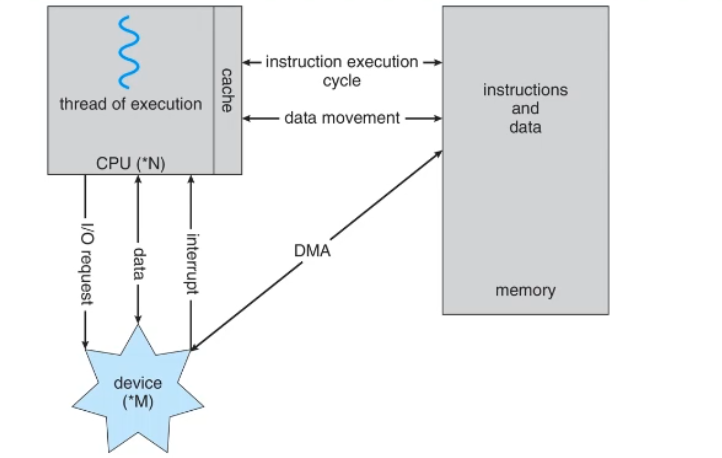 thread of execution
cache
CPU (*N)
instruction execution
cycle
data movement
instructions
and
data
memory
I/O request
data
interrupt
DMA
device
(*M)